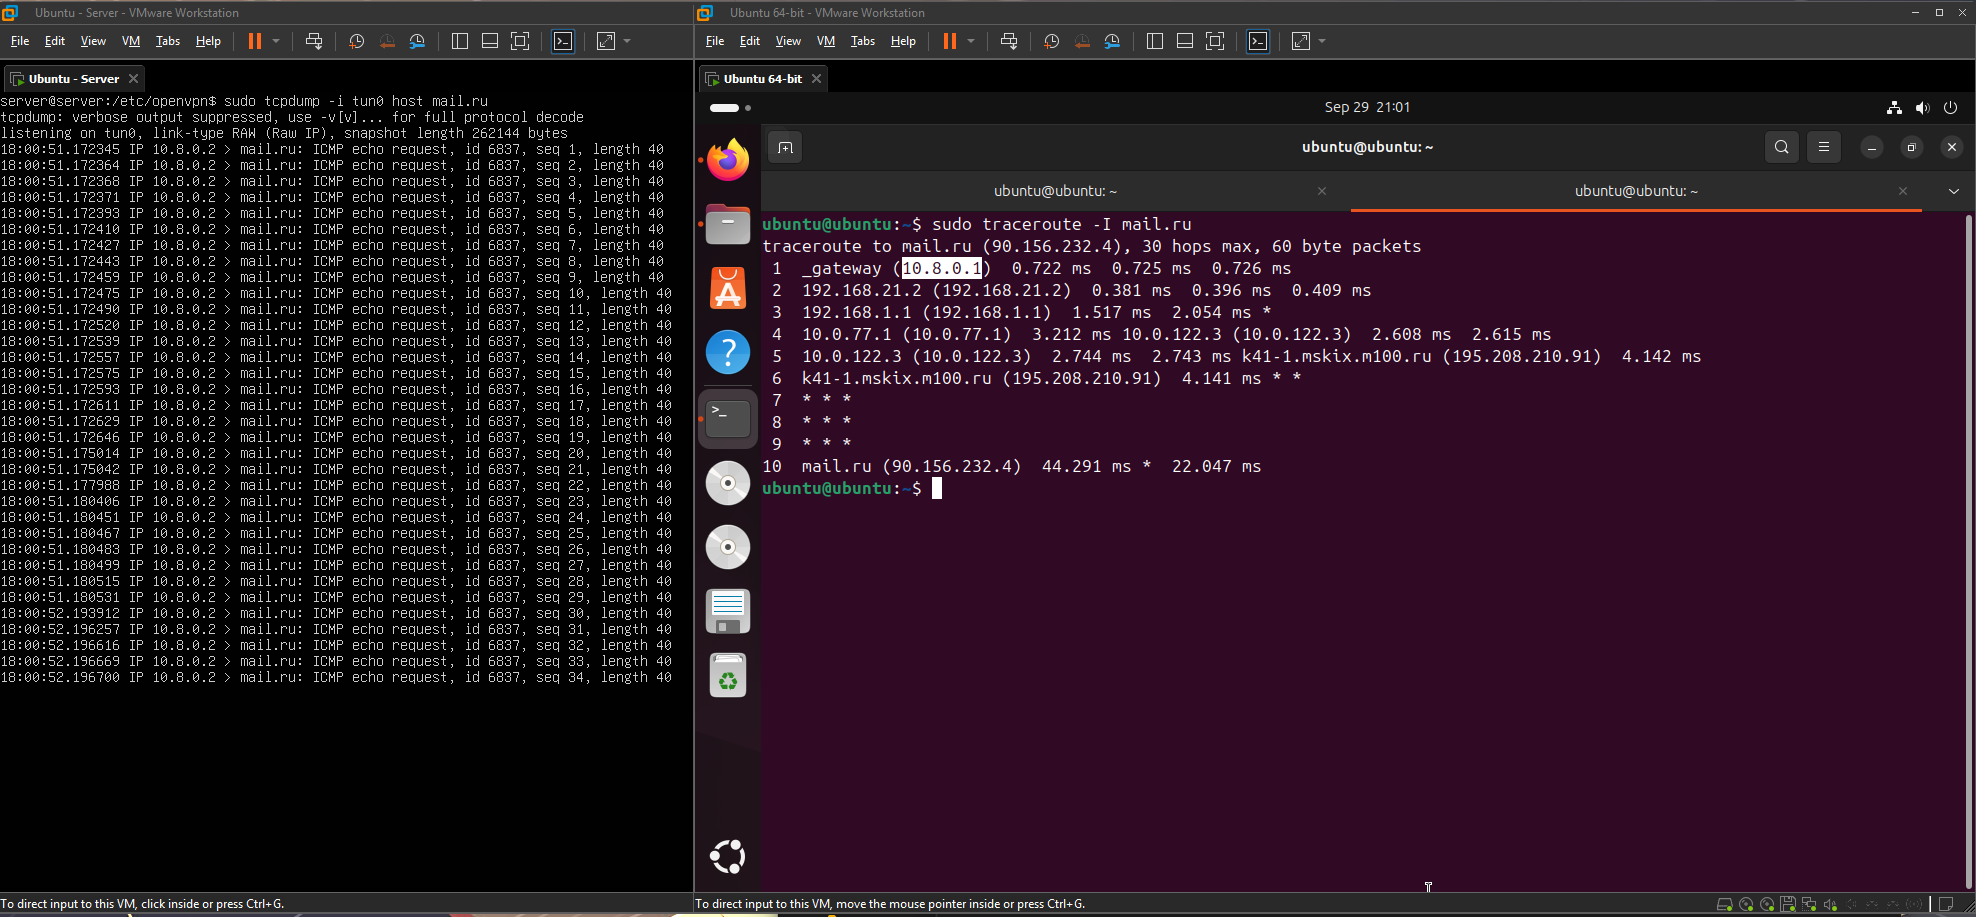 Ubuntu - Server - VMware Workstation
File Edit View VM Tabs Help
Ubuntu - Server
server@server:/etc/openvpn$ sudo tcpdump -i tun0 host mail.ru
tcpdump: verbose output suppressed, use -v[v]... for full protocol decode
listening on tun0, link-type RAW (Raw IP), snapshot length 262144 bytes
18:00:51.172345 IP 10.8.0.2 > mail.ru: ICMP echo request, id 6837, seq 1, length 40
18:00:51.172364 IP 10.8.0.2 > mail.ru: ICMP echo request, id 6837, seq 2, length 40
18:00:51.172368 IP 10.8.0.2 > mail.ru: ICMP echo request, id 6837, seq 3, length 40
18:00:51.172371 IP 10.8.0.2 > mail.ru: ICMP echo request, id 6837, seq 4, length 40
18:00:51.172393 IP 10.8.0.2 > mail.ru: ICMP echo request, id 6837, seq 5, length 40
18:00:51.172410 IP 10.8.0.2 > mail.ru: ICMP echo request, id 6837, seq 6, length 40
18:00:51.172427 IP 10.8.0.2 > mail.ru: ICMP echo request, id 6837, seq 7, length 40
18:00:51.172443 IP 10.8.0.2 > mail.ru: ICMP echo request, id 6837, seq 8, length 40
18:00:51.172459 IP 10.8.0.2 > mail.ru: ICMP echo request, id 6837, seq 9, length 40
18:00:51.172475 IP 10.8.0.2 > mail.ru: ICMP echo request, id 6837, seq 10, length 40
18:00:51.172490 IP 10.8.0.2 > mail.ru: ICMP echo request, id 6837, seq 11, length 40
18:00:51.172520 IP 10.8.0.2 > mail.ru: ICMP echo request, id 6837, seq 12, length 40
18:00:51.172539 IP 10.8.0.2 > mail.ru: ICMP echo request, id 6837, seq 13, length 40
18:00:51.172557 IP 10.8.0.2 > mail.ru: ICMP echo request, id 6837, seq 14, length 40
18:00:51.172575 IP 10.8.0.2 > mail.ru: ICMP echo request, id 6837, seq 15, length 40
18:00:51.172593 IP 10.8.0.2 > mail.ru: ICMP echo request, id 6837, seq 16, length 40
18:00:51.172611 IP 10.8.0.2 > mail.ru: ICMP echo request, id 6837, seq 17, length 40
18:00:51.172629 IP 10.8.0.2 > mail.ru: ICMP echo request, id 6837, seq 18, length 40
18:00:51.172646 IP 10.8.0.2 > mail.ru: ICMP echo request, id 6837, seq 19, length 40
18:00:51.175014 IP 10.8.0.2 > mail.ru: ICMP echo request, id 6837, seq 20, length 40
18:00:51.175042 IP 10.8.0.2 > mail.ru: ICMP echo request, id 6837, seq 21, length 40
18:00:51.177988 IP 10.8.0.2 > mail.ru: ICMP echo request, id 6837, seq 22, length 40
18:00:51.180406 IP 10.8.0.2 > mail.ru: ICMP echo request, id 6837, seq 23, length 40
18:00:51.180451 IP 10.8.0.2 > mail.ru: ICMP echo request, id 6837, seq 24, length 40
18:00:51.180467 IP 10.8.0.2 > mail.ru: ICMP echo request, id 6837, seq 25, length 40
18:00:51.180483 IP 10.8.0.2 > mail.ru: ICMP echo request, id 6837, seq 26, length 40
18:00:51.180499 IP 10.8.0.2 > mail.ru: ICMP echo request, id 6837, seq 27, length 40
18:00:51.180515 IP 10.8.0.2 > mail.ru: ICMP echo request, id 6837, seq 28, length 40
18:00:51.180531 IP 10.8.0.2 > mail.ru: ICMP echo request, id 6837, seq 29, length 40
18:00:52.193912 IP 10.8.0.2 > mail.ru: ICMP echo request, id 6837, seq 30, length 40
18:00:52.196257 IP 10.8.0.2 > mail.ru: ICMP echo request, id 6837, seq 31, length 40
18:00:52.196616 IP 10.8.0.2 > mail.ru: ICMP echo request, id 6837, seq 32, length 40
18:00:52.196669 IP 10.8.0.2 > mail.ru: ICMP echo request, id 6837, seq 33, length 40
18:00:52.196700 IP 10.8.0.2 > mail.ru: ICMP echo request, id 6837, seq 34, length 40
To direct input to this VM, click inside or press Ctrl+G.
Ubuntu 64-bit - VMware Workstation
File Edit View VM Tabs Help
Ubuntu 64-bit
Sep 29 21:01
ubuntu@ubuntu: ~
ubuntu@ubuntu: ~
ubuntu@ubuntu: ~
ubuntu@ubuntu:~$ sudo traceroute -I mail.ru
traceroute to mail.ru (90.156.232.4), 30 hops max, 60 byte packets
1 _gateway (10.8.0.1) 0.722 ms 0.725 ms 0.726 ms
2 192.168.21.2 (192.168.21.2) 0.381 ms 0.396 ms 0.409 ms
3 192.168.1.1 (192.168.1.1) 1.517 ms 2.054 ms *
4 10.0.77.1 (10.0.77.1) 3.212 ms 10.0.122.3 (10.0.122.3) 2.608 ms 2.615 ms
5 10.0.122.3 (10.0.122.3) 2.744 ms 2.743 ms k41-1.mskix.m100.ru (195.208.210.91) 4.142 ms
6 k41-1.mskix.m100.ru (195.208.210.91) 4.141 ms * *
7 * * *
8 * * *
9 * * *
10 mail.ru (90.156.232.4) 44.291 ms * 22.047 ms
ubuntu@ubuntu:~$
To direct input to this VM, move the mouse pointer inside or press Ctrl+G.